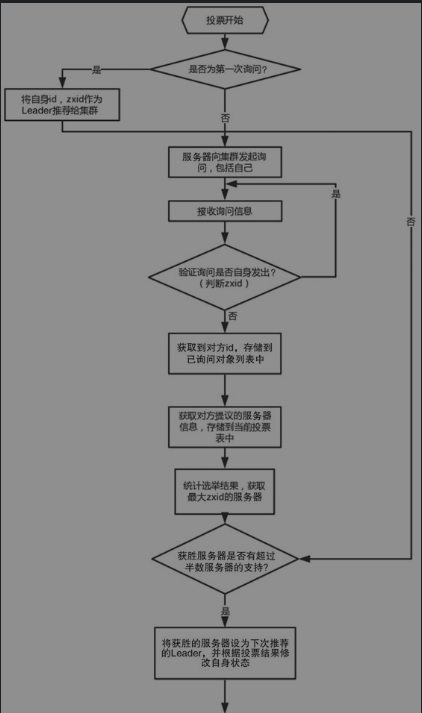 投票开始
是否为第一次询问?
是
将自身id，zxid作为
Leader推荐给集群
否
服务器向集群发起询
问，包括自己
是
接收询问信息
否
验证询问是否自身发出?
（判断zxid）
否
获取到对方id，存储到
已询问对象列表中
获取对方提议的服务器
信息，存储到当前投票
表中
统计选举结果，获取
最大zxid的服务器
获胜服务器是否有超过
半数服务器的支持?
是
将获胜的服务器设为下次推荐
的Leader，并根据投票结果修
改自身状态